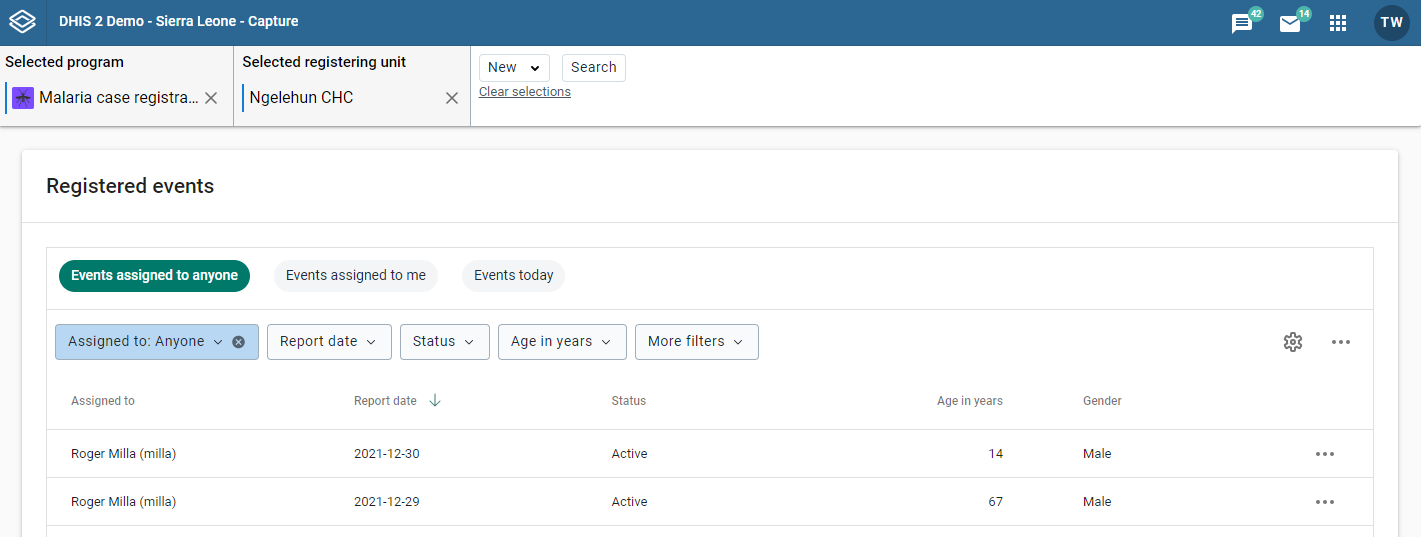 DHIS 2 Demo - Sierra Leone - Capture
42
14
TW
Selected program
Selected registering unit
New
Search
Malaria case registra...
Ngelehun CHC
Clear selections
Registered events
Events assigned to anyone
Events assigned to me
Events today
Assigned to: Anyone
Report date
Status
Age in years
More filters
Assigned to Report date Status Age in years Gender
Roger Milla (milla) 2021-12-30 Active 14 Male
Roger Milla (milla) 2021-12-29 Active 67 Male